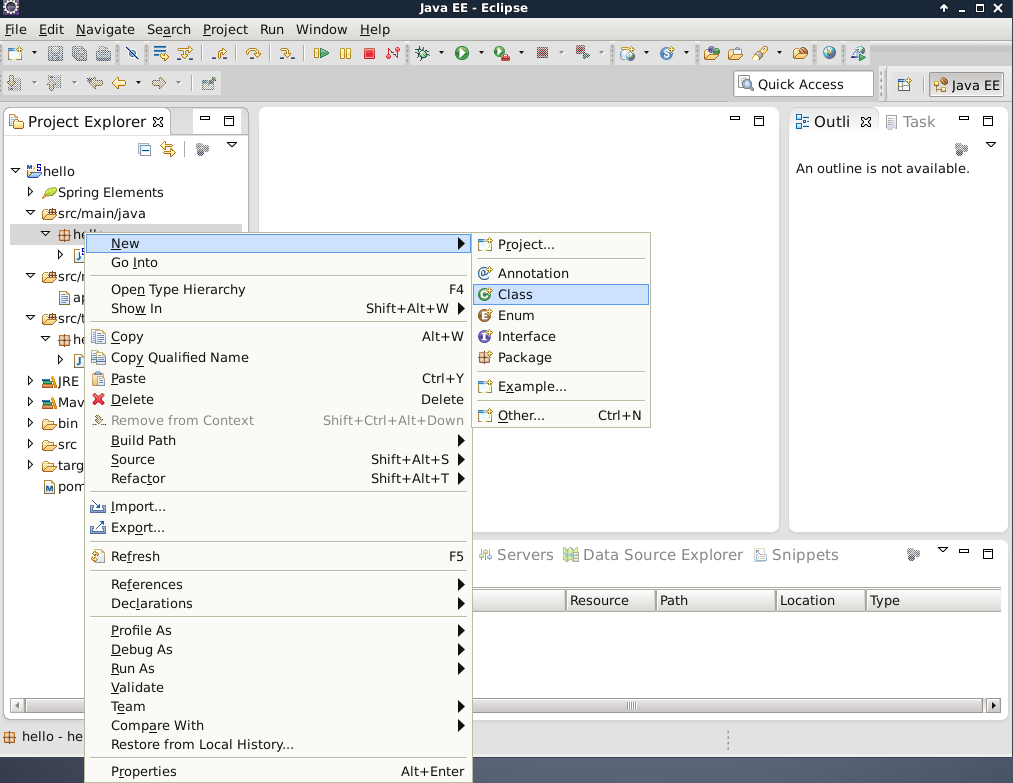 Java EE - Eclipse
File Edit Navigate Search Project Run Window Help
Quick Access
Java EE
Project Explorer
hello
Spring Elements
src/main/java
src/
src/t
JRE
Mav
bin
src
targ
pom
New
Go Into
Open Type Hierarchy F4
Show In Shift+Alt+W
Copy Alt+W
Copy Qualified Name
Paste Ctrl+Y
Delete Delete
Remove from Context Shift+Ctrl+Alt+Down
Build Path
Source Shift+Alt+S
Refactor Shift+Alt+T
Import...
Export...
Refresh F5
References
Declarations
Profile As
Debug As
Run As
Validate
Team
Compare With
Restore from Local History...
Properties Alt+Enter
Project...
Annotation
Class
Enum
Interface
Package
Example...
Other... Ctrl+N
Outli Task
An outline is not available.
Servers Data Source Explorer Snippets
Resource Path Location Type
hello - he